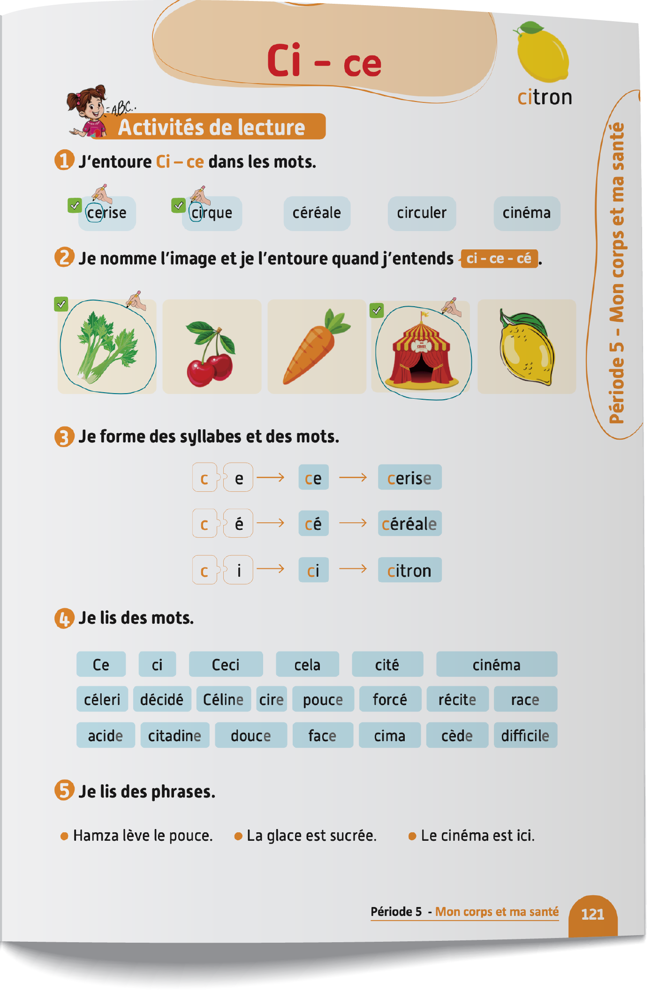 Ci - ce
citron
ABC..
Activités de lecture
1 J'entoure Ci – ce dans les mots.
cerise cirque céréale circuler cinéma
2 Je nomme l'image et je l'entoure quand j'entends ci - ce - cé .
CIRCUS
3 Je forme des syllabes et des mots.
c e ce cerise
c é cé céréale
c i ci citron
4 Je lis des mots.
Ce ci Ceci cela cité cinéma
céleri décidé Céline cire pouce forcé récite race
acide citadine douce face cima cède difficile
5 Je lis des phrases.
• Hamza lève le pouce. • La glace est sucrée. • Le cinéma est ici.
Période 5 - Mon corps et ma santé
121
Période 5 – Mon corps et ma santé